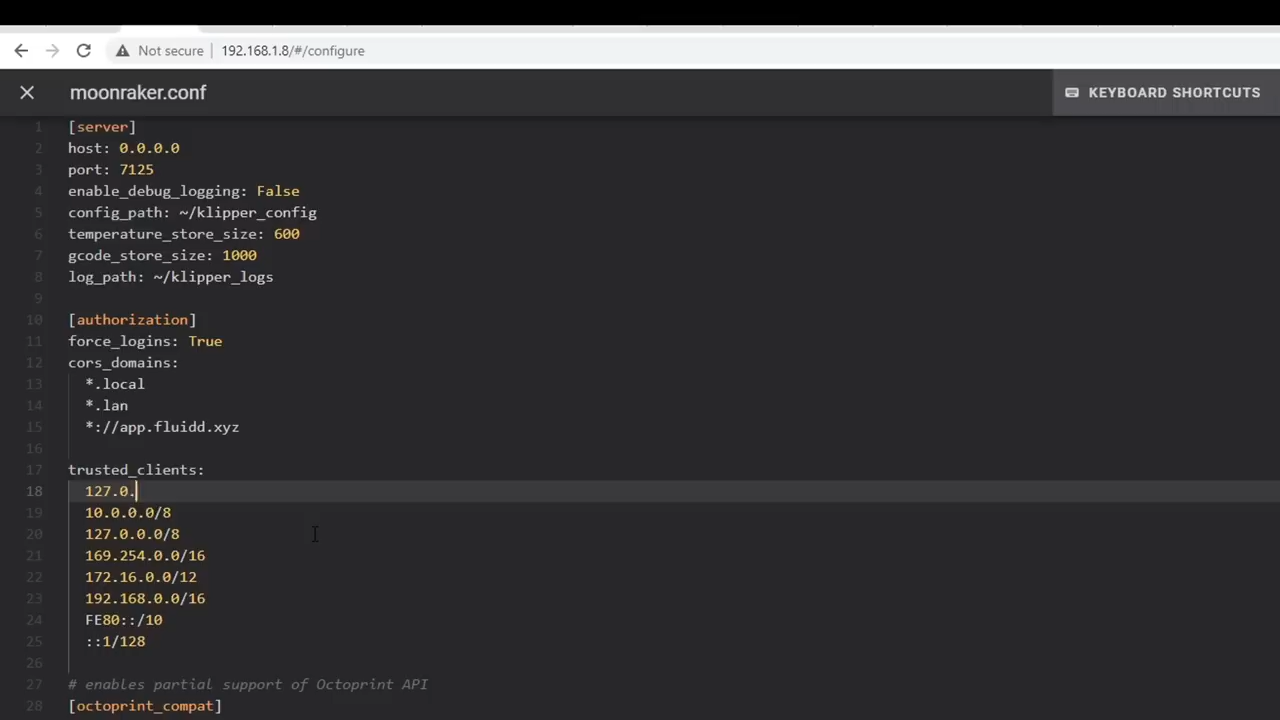 Not secure | 192.168.1.8/#/configure
moonraker.conf
KEYBOARD SHORTCUTS
1 [server]
2 host: 0.0.0.0
3 port: 7125
4 enable_debug_logging: False
5 config_path: ~/klipper_config
6 temperature_store_size: 600
7 gcode_store_size: 1000
8 log_path: ~/klipper_logs
9
10 [authorization]
11 force_logins: True
12 cors_domains:
13 *.local
14 *.lan
15 *://app.fluidd.xyz
16
17 trusted_clients:
18 127.0.
19 10.0.0.0/8
20 127.0.0.0/8
21 169.254.0.0/16
22 172.16.0.0/12
23 192.168.0.0/16
24 FE80::/10
25 ::1/128
26
27 # enables partial support of Octoprint API
28 [octoprint_compat]